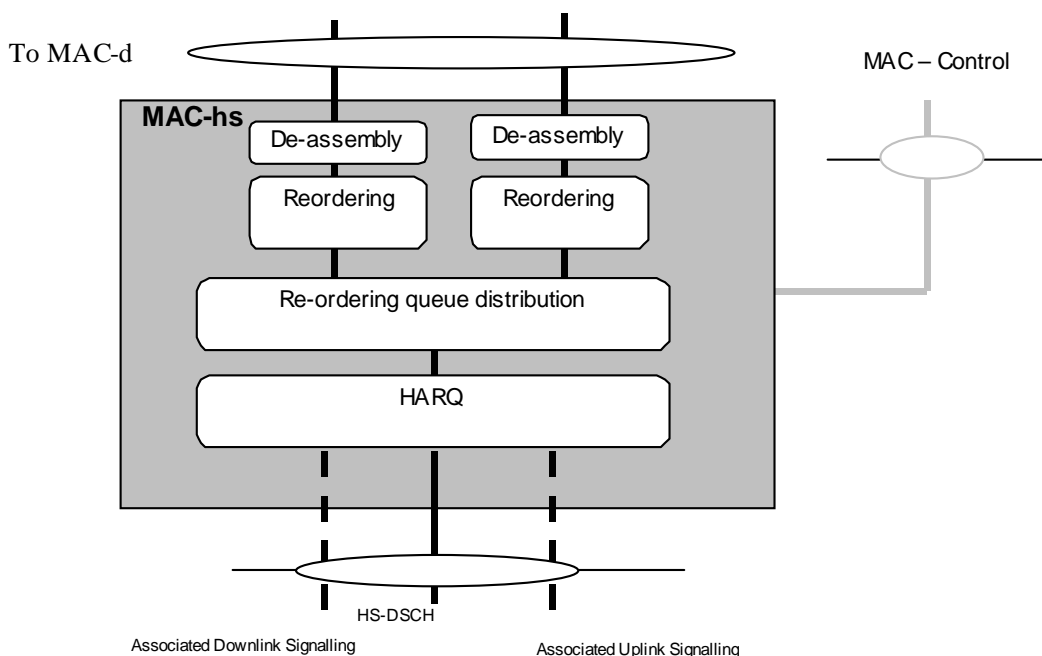 To MAC-d
MAC – Control
MAC-hs
De-assembly
De-assembly
Reordering
Reordering
Re-ordering queue distribution
HARQ
HS-DSCH
Associated Downlink Signalling
Associated Uplink Signalling